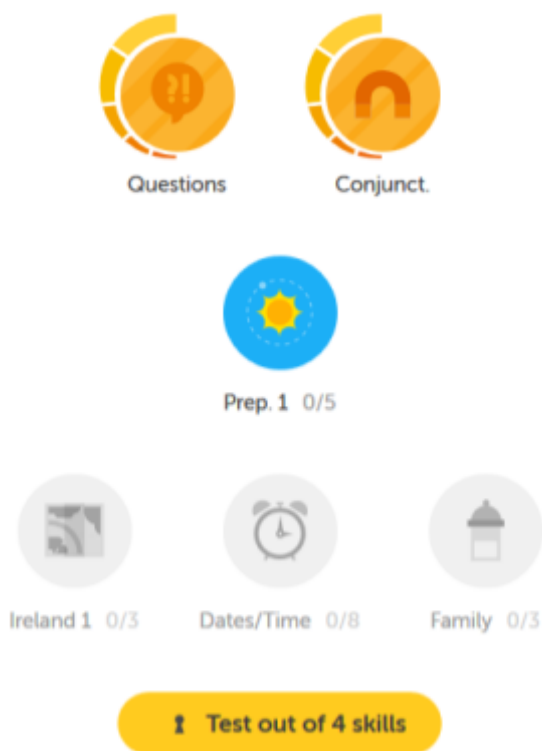 Questions Conjunct.
Prep. 1 0/5
Ireland 1 0/3 Dates/Time 0/8 Family 0/3
Test out of 4 skills